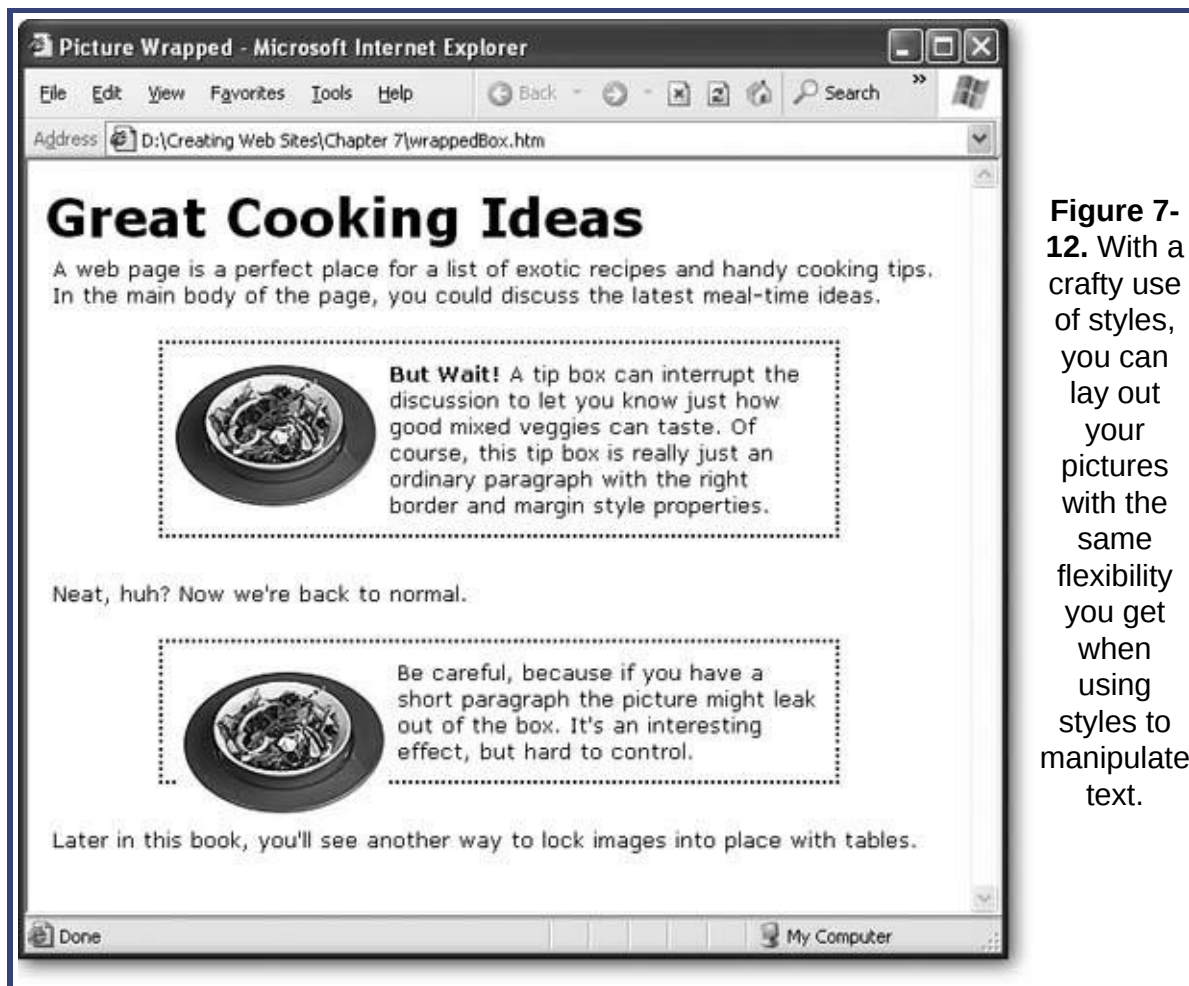 Picture Wrapped - Microsoft Internet Explorer
File Edit View Favorites Tools Help Back Search »
Address D:\Creating Web Sites\Chapter 7\wrappedBox.htm
Great Cooking Ideas
A web page is a perfect place for a list of exotic recipes and handy cooking tips.
In the main body of the page, you could discuss the latest meal-time ideas.
But Wait! A tip box can interrupt the
discussion to let you know just how
good mixed veggies can taste. Of
course, this tip box is really just an
ordinary paragraph with the right
border and margin style properties.
Neat, huh? Now we're back to normal.
Be careful, because if you have a
short paragraph the picture might leak
out of the box. It's an interesting
effect, but hard to control.
Later in this book, you'll see another way to lock images into place with tables.
Done My Computer
Figure 7-
12. With a
crafty use
of styles,
you can
lay out
your
pictures
with the
same
flexibility
you get
when
using
styles to
manipulate
text.